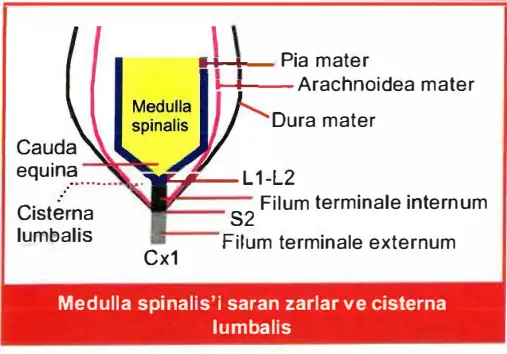 Pia mater
Arachnoidea mater
Medulla
spinalis
Dura mater
Cauda
equina
L1-L2
Filum terminale internum
Cisterna
lumbalis
S2
Filum terminale externum
Cx1
Medulla spinalis'i saran zarlar ve cisterna
lumbalis